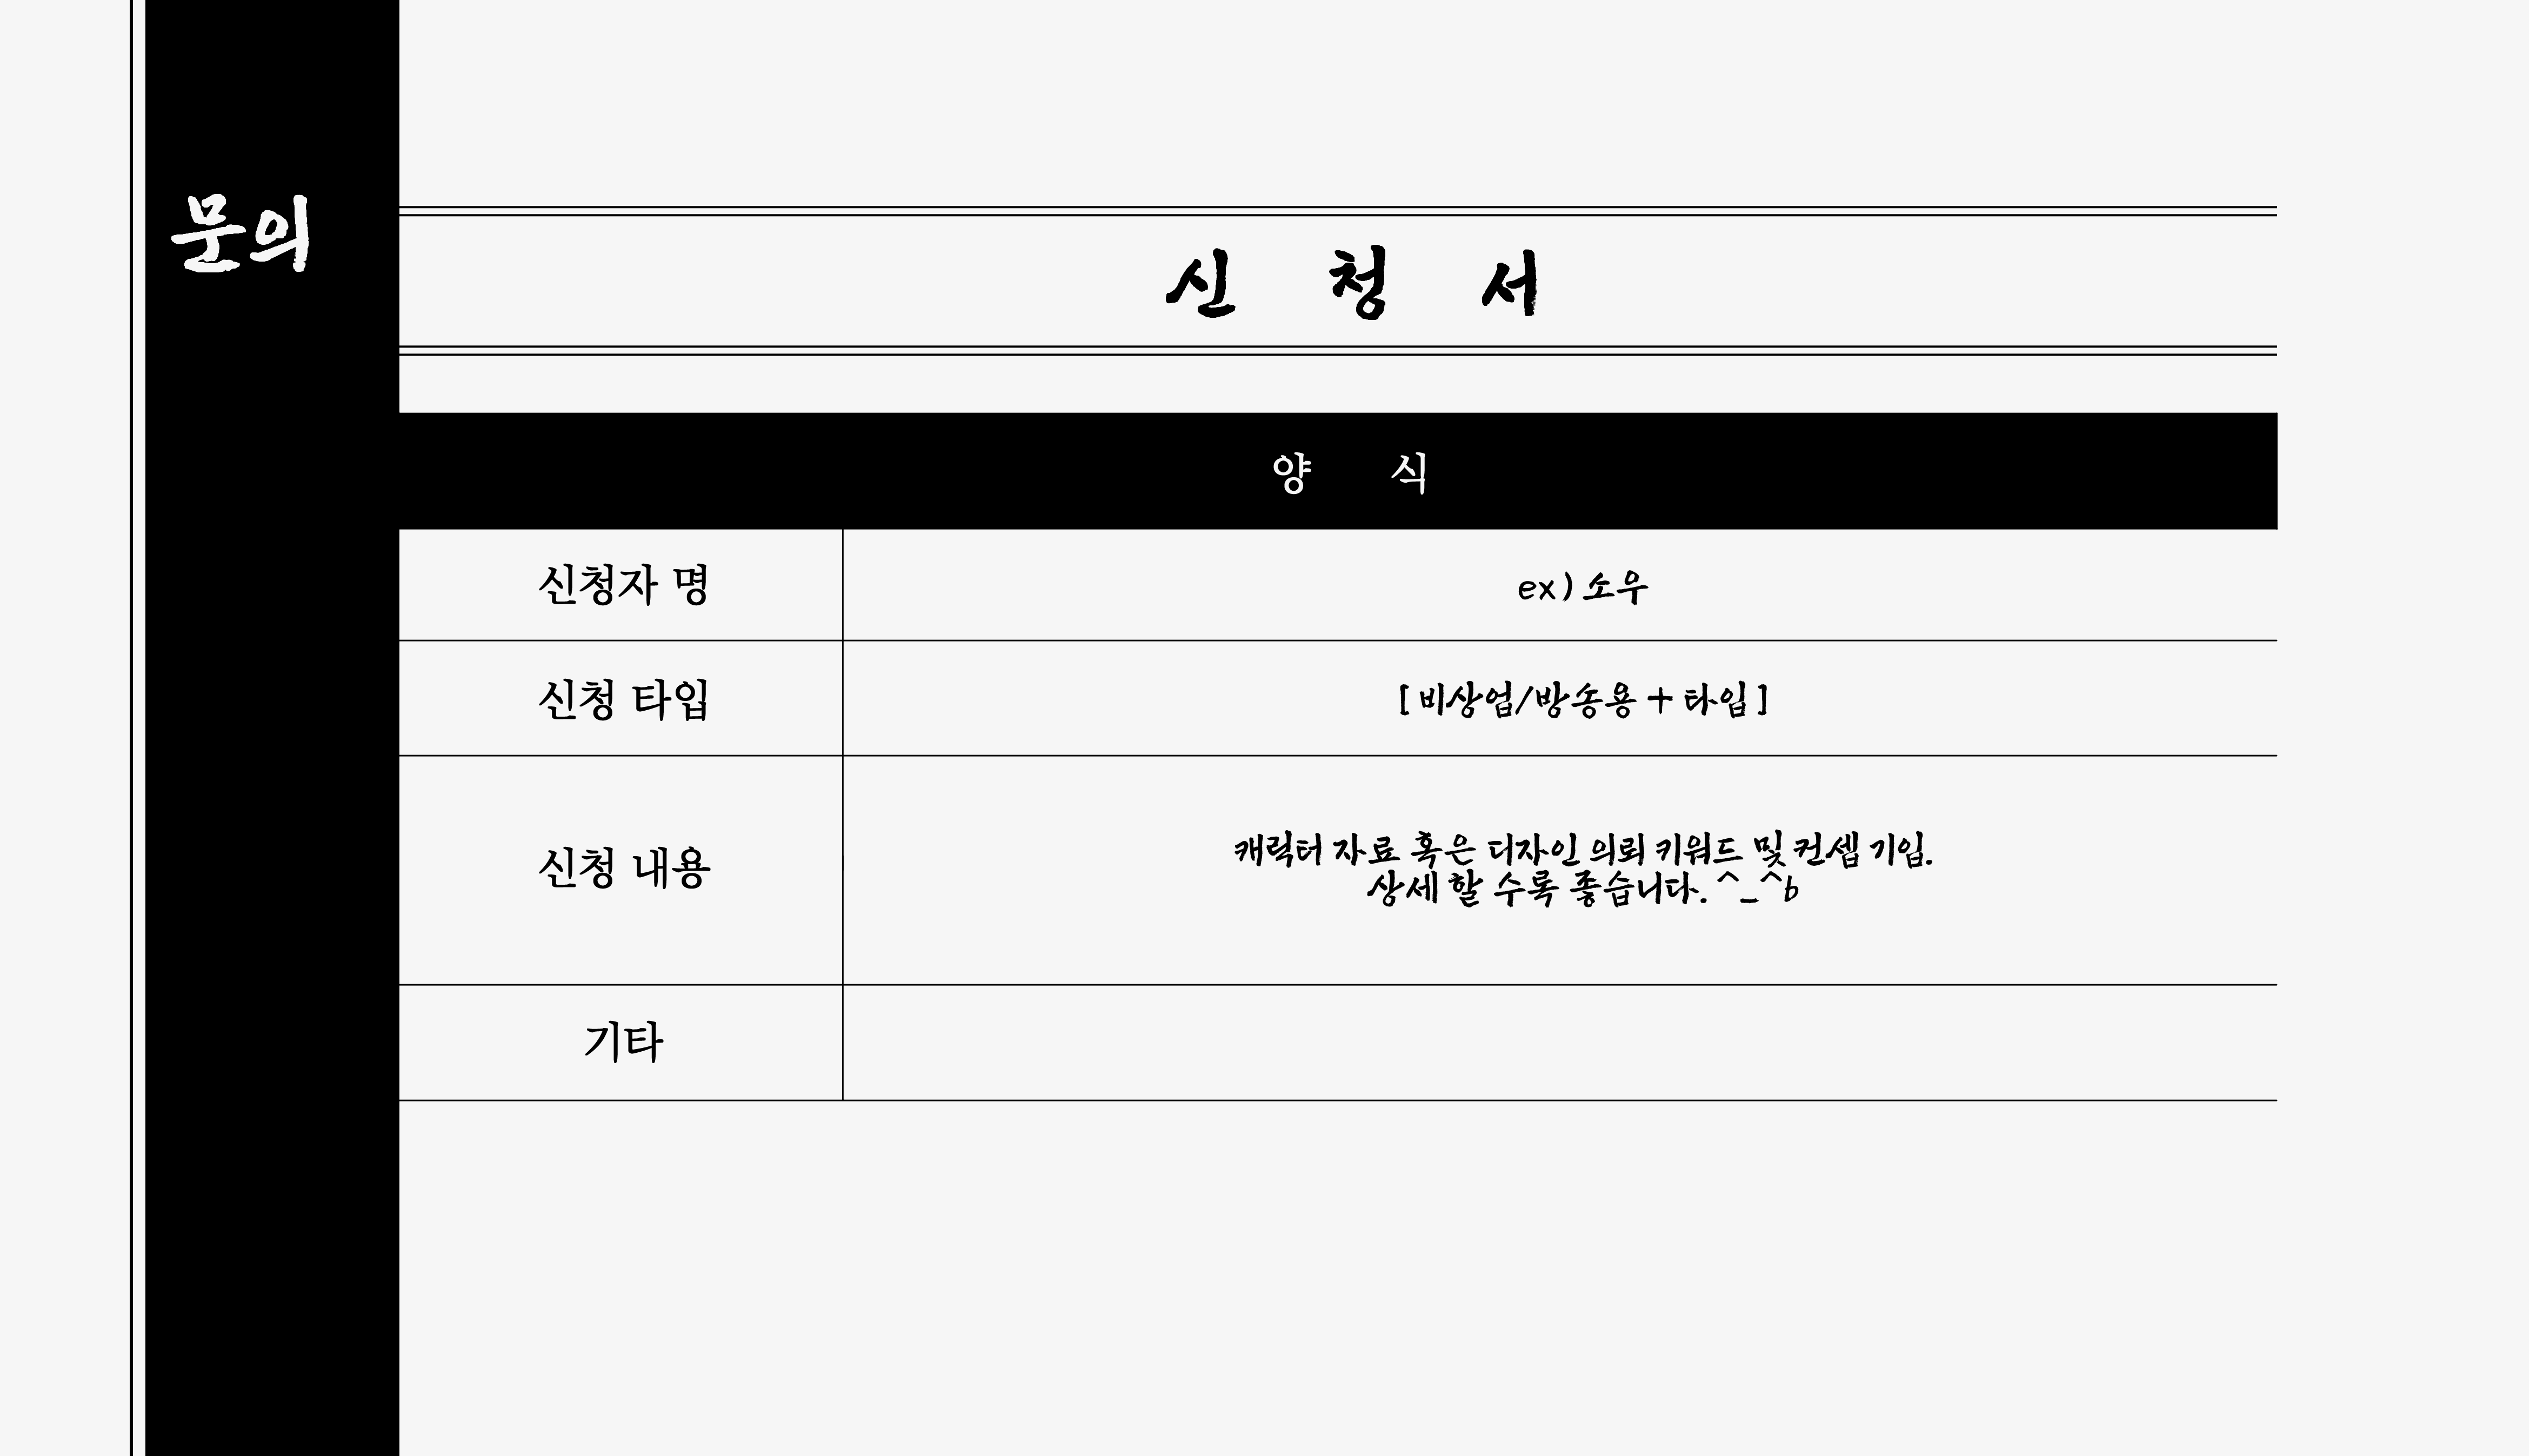 문의
신 청 서
양 식
신청자 명
ex) 소우
신청 타입
[ 비상업/방송용 + 타입 ]
신청 내용
캐릭터 자료 혹은 디자인 의뢰 키워드 및 컨셉 기입.
상세 할 수록 좋습니다. ^_^b
기타